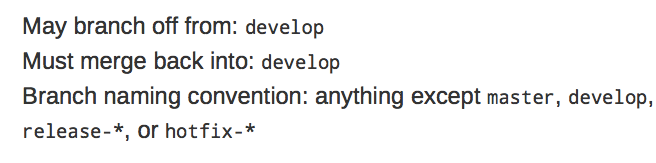 May branch off from: develop
Must merge back into: develop
Branch naming convention: anything except master, develop,
release-*, or hotfix-*